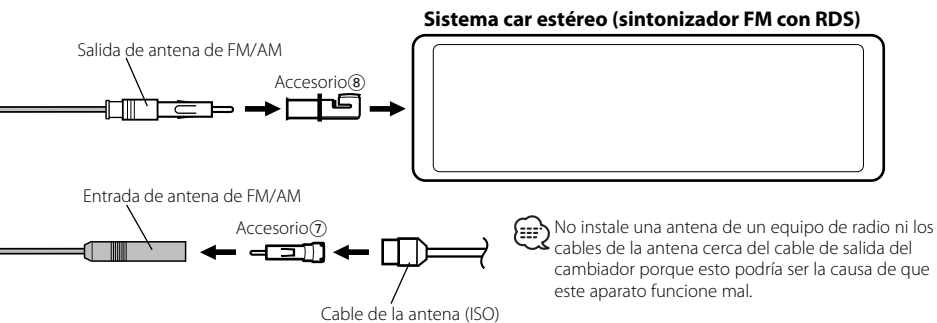 Sistema car estéreo (sintonizador FM con RDS)
Salida de antena de FM/AM
Accesorio⑧
Entrada de antena de FM/AM
Accesorio⑦
No instale una antena de un equipo de radio ni los
cables de la antena cerca del cable de salida del
cambiador porque esto podría ser la causa de que
este aparato funcione mal.
Cable de la antena (ISO)